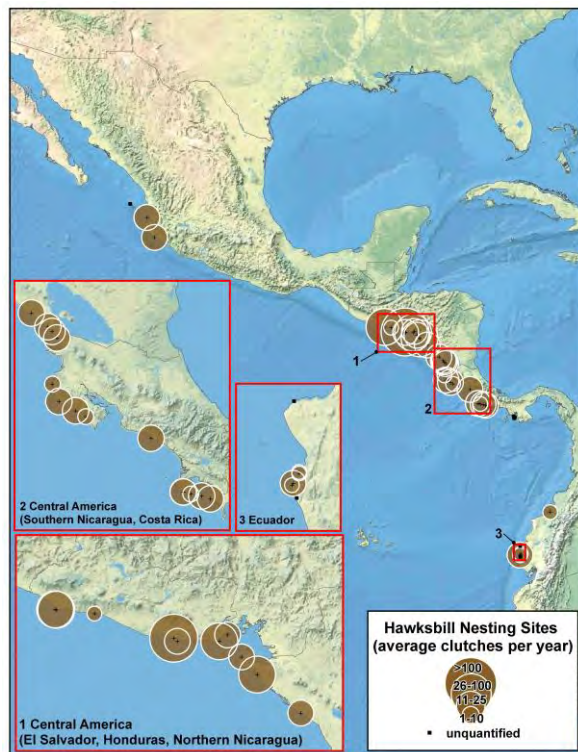 1
2
3
2 Central America
(Southern Nicaragua, Costa Rica)
3 Ecuador
1 Central America
(El Salvador, Honduras, Northern Nicaragua)
Hawksbill Nesting Sites
(average clutches per year)
>100
26-100
11-25
1-10
unquantified